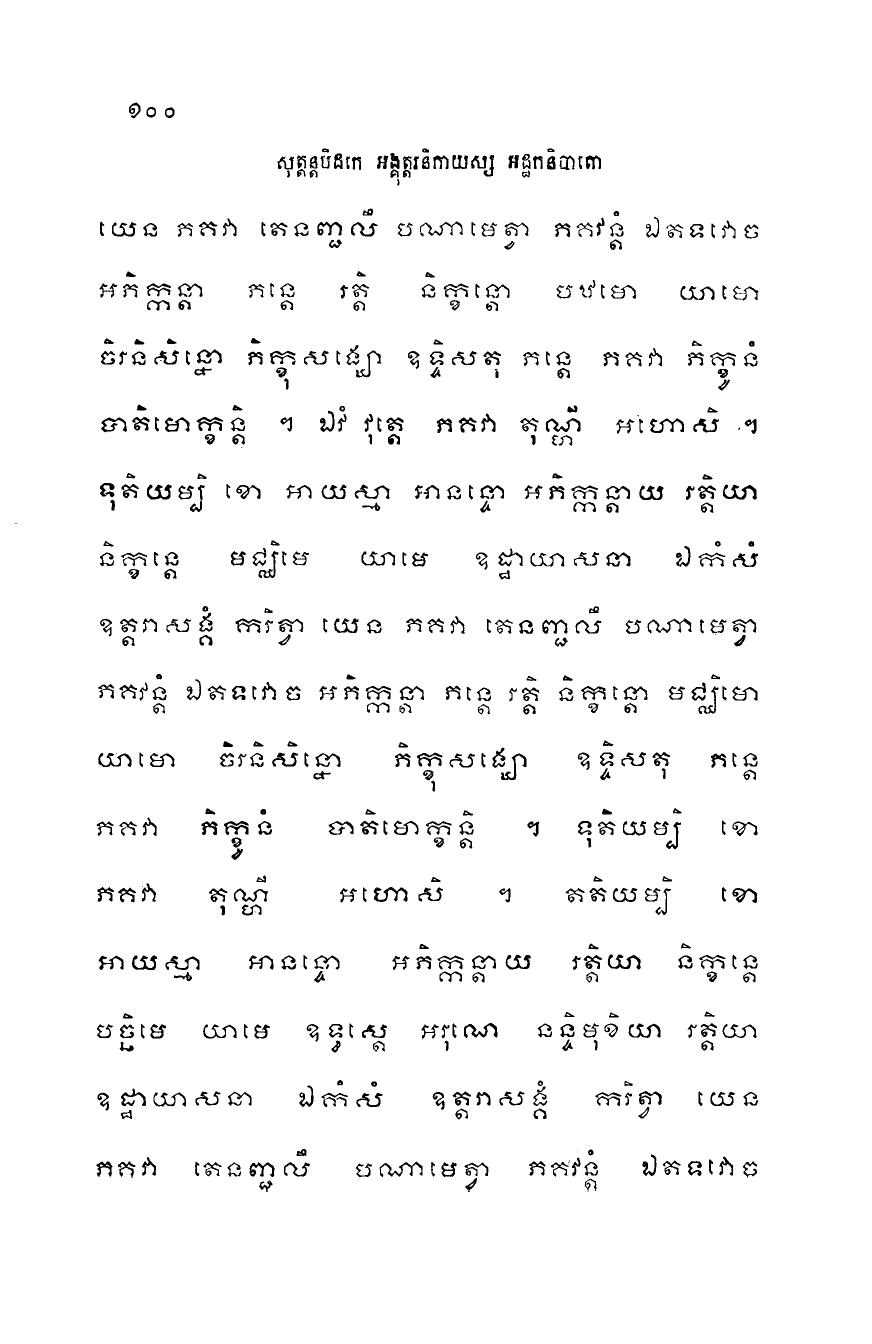 ១០០
សុត្តន្តបិដកេ អង្គុត្តរនិកាយស្ស អដ្ឋកនិបាតោ
យេន ភគវា តេនញ្ជលឹ បណាមេត្វា ភគវន្តំ ឯតទវោច
អភិក្កន្តា ភន្តេ រត្តិ និក្ខន្តោ បឋមោ យាមោ
ចិរនិសិន្នោ ភិក្ខុសង្ឃោ ឧទ្ទិសតុ ភន្តេ ភគវា ភិក្ខូនំ
បាតិមោក្ខន្តិ ។ ឯវំ វុត្តេ ភគវា តុណ្ហី អហោសិ ។
ទុតិយម្បិ ខោ អាយស្មា អានន្ទោ អភិក្កន្តាយ រត្តិយា
និក្ខន្តេ មជ្ឈិមេ យាមេ ឧដ្ឋាយាសនា ឯកំសំ
ឧត្តរាសង្គំ ករិត្វា យេន ភគវា តេនញ្ជលឹ បណាមេត្វា
ភគវន្តំ ឯតទវោច អភិក្កន្តា ភន្តេ រត្តិ និក្ខន្តោ មជ្ឈិមោ
យាមោ ចិរនិសិន្នោ ភិក្ខុសង្ឃោ ឧទ្ទិសតុ ភន្តេ
ភគវា ភិក្ខូនំ បាតិមោក្ខន្តិ ។ ទុតិយម្បិ ខោ
ភគវា តុណ្ហី អហោសិ ។ តតិយម្បិ ខោ
អាយស្មា អានន្ទោ អភិក្កន្តាយ រត្តិយា និក្ខន្តេ
បច្ឆិមេ យាមេ ឧទ្ធស្តេ អរុណេ នន្ទិមុខិយា រត្តិយា
ឧដ្ឋាយាសនា ឯកំសំ ឧត្តរាសង្គំ ករិត្វា យេន
ភគវា តេនញ្ជលឹ បណាមេត្វា ភគវន្តំ ឯតទវោច